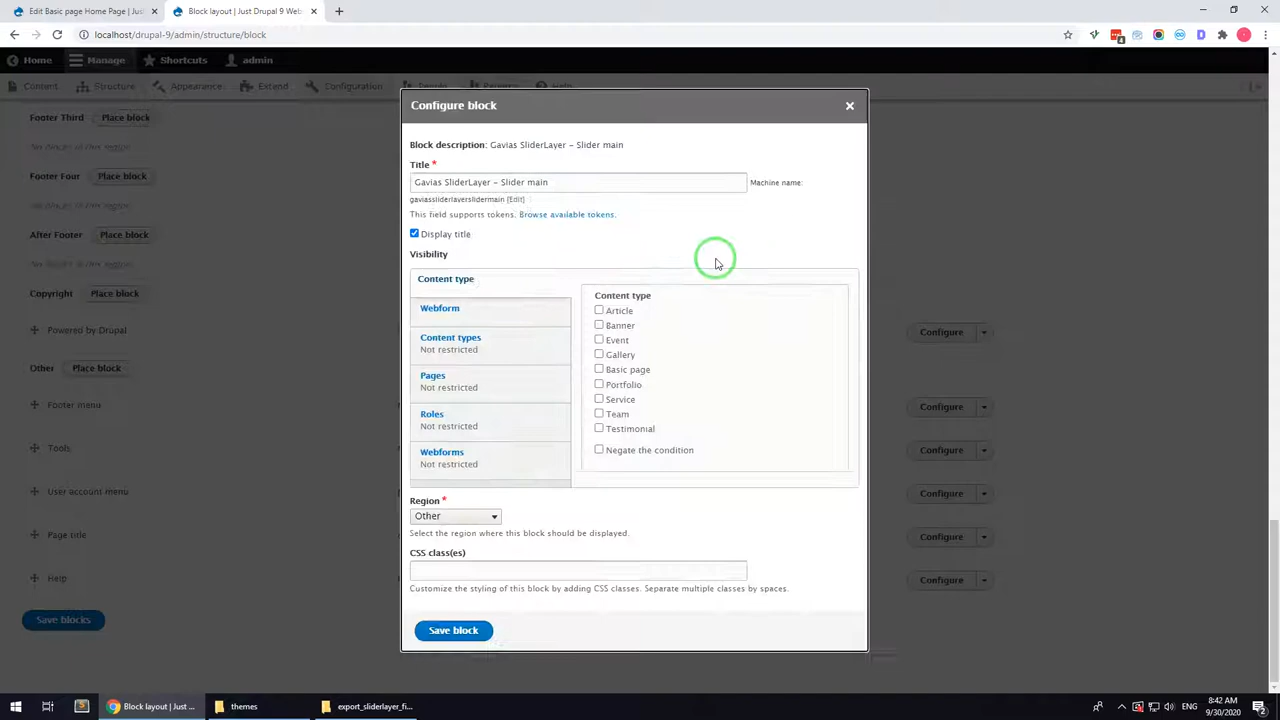 Edit Basic page Home Page | Jus
Block layout | Just Drupal 9 Web
localhost/drupal-9/admin/structure/block
Home
Manage
Shortcuts
admin
Content
Structure
Appearance
Extend
Configuration
People
Help
Configure block
Block description: Gavias SliderLayer - Slider main
Title *
Gavias SliderLayer - Slider main
Machine name:
gaviassliderlayerslidermain [Edit]
This field supports tokens. Browse available tokens.
Display title
Visibility
Content type
Webform
Content types
Not restricted
Pages
Not restricted
Roles
Not restricted
Webforms
Not restricted
Content type
Article
Banner
Event
Gallery
Basic page
Portfolio
Service
Team
Testimonial
Negate the condition
Region *
Other
Select the region where this block should be displayed.
CSS class(es)
Customize the styling of this block by adding CSS classes. Separate multiple classes by spaces.
Save block
Footer Third
Place block
Footer Four
Place block
After Footer
Place block
Copyright
Place block
Powered by Drupal
Configure
Other
Place block
Footer menu
Configure
Tools
Configure
User account menu
Configure
Page title
Configure
Help
Configure
Save blocks
Block layout | Just ...
themes
export_sliderlayer_fi...
8:42 AM
9/30/2020